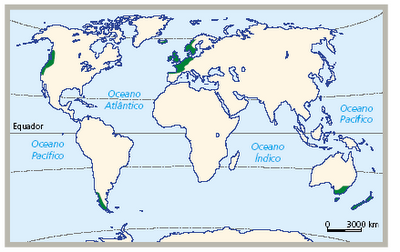 Oceano
Atlântico
Oceano
Pacífico
Equador
Oceano
Pacífico
Oceano
Índico
0 3000 km